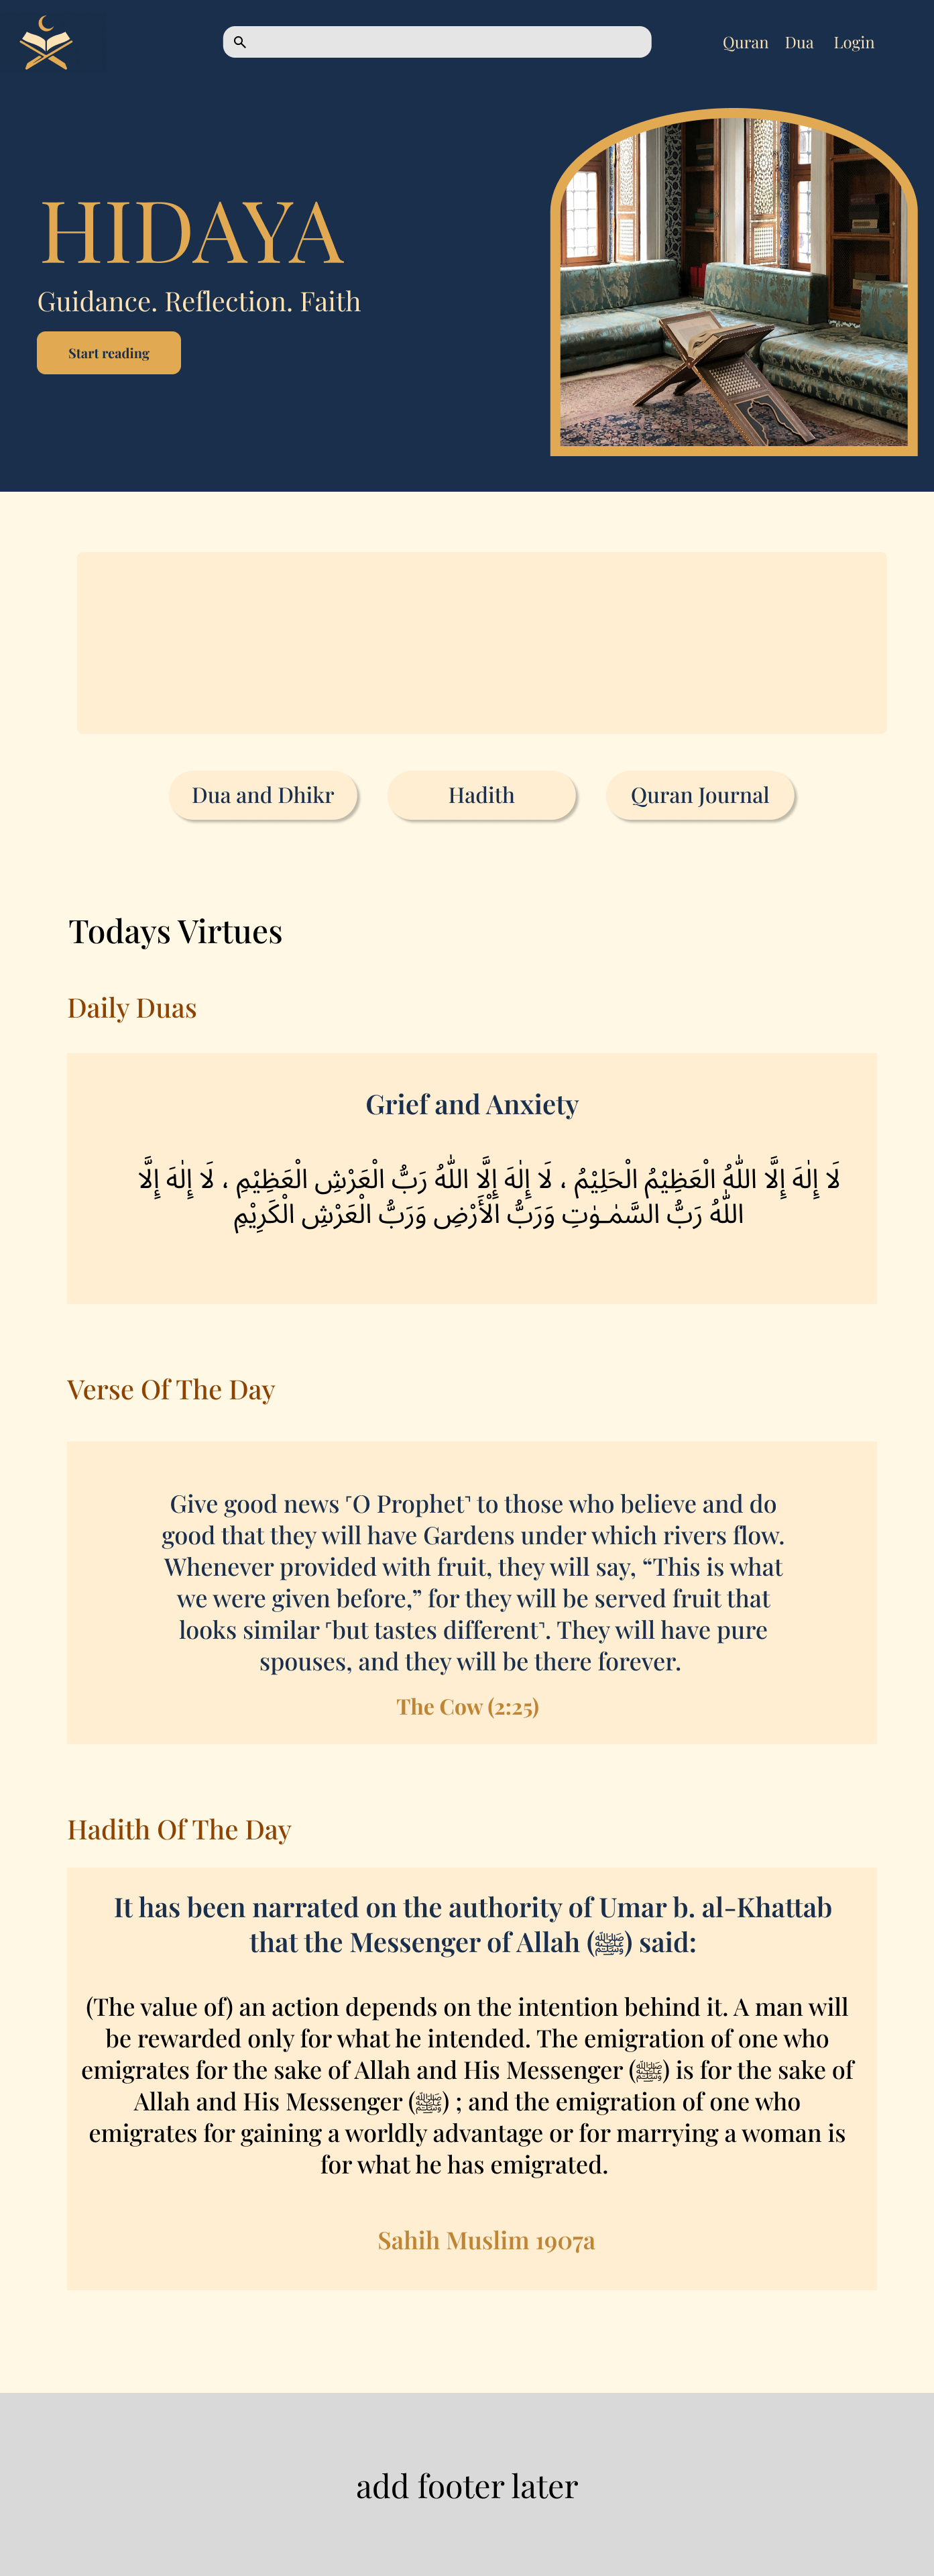 Quran Dua Login
HIDAYA
Guidance. Reflection. Faith
Start reading
Dua and Dhikr
Hadith
Quran Journal
Todays Virtues
Daily Duas
Grief and Anxiety
لَا إِلٰهَ إِلَّا اللّٰهُ الْعَظِيْمُ الْحَلِيْمُ ، لَا إِلٰهَ إِلَّا اللّٰهُ رَبُّ الْعَرْشِ الْعَظِيْمِ ، لَا إِلٰهَ إِلَّا
اللّٰهُ رَبُّ السَّمٰـوٰتِ وَرَبُّ الْأَرْضِ وَرَبُّ الْعَرْشِ الْكَرِيْمِ
Verse Of The Day
Give good news ˹O Prophet˺ to those who believe and do
good that they will have Gardens under which rivers flow.
Whenever provided with fruit, they will say, “This is what
we were given before,” for they will be served fruit that
looks similar ˹but tastes different˺. They will have pure
spouses, and they will be there forever.
The Cow (2:25)
Hadith Of The Day
It has been narrated on the authority of Umar b. al-Khattab
that the Messenger of Allah (ﷺ) said:
(The value of) an action depends on the intention behind it. A man will
be rewarded only for what he intended. The emigration of one who
emigrates for the sake of Allah and His Messenger (ﷺ) is for the sake of
Allah and His Messenger (ﷺ) ; and the emigration of one who
emigrates for gaining a worldly advantage or for marrying a woman is
for what he has emigrated.
Sahih Muslim 1907a
add footer later